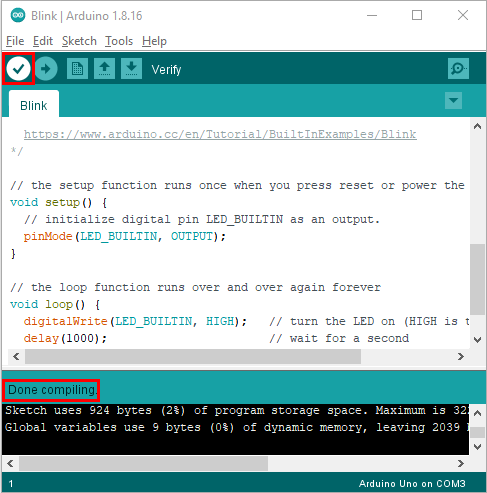 Blink | Arduino 1.8.16
File Edit Sketch Tools Help
Verify
Blink
https://www.arduino.cc/en/Tutorial/BuiltInExamples/Blink
*/
// the setup function runs once when you press reset or power the
void setup() {
// initialize digital pin LED_BUILTIN as an output.
pinMode(LED_BUILTIN, OUTPUT);
}
// the loop function runs over and over again forever
void loop() {
digitalWrite(LED_BUILTIN, HIGH); // turn the LED on (HIGH is t
delay(1000); // wait for a second
Done compiling.
Sketch uses 924 bytes (2%) of program storage space. Maximum is 32
Global variables use 9 bytes (0%) of dynamic memory, leaving 2039
1
Arduino Uno on COM3